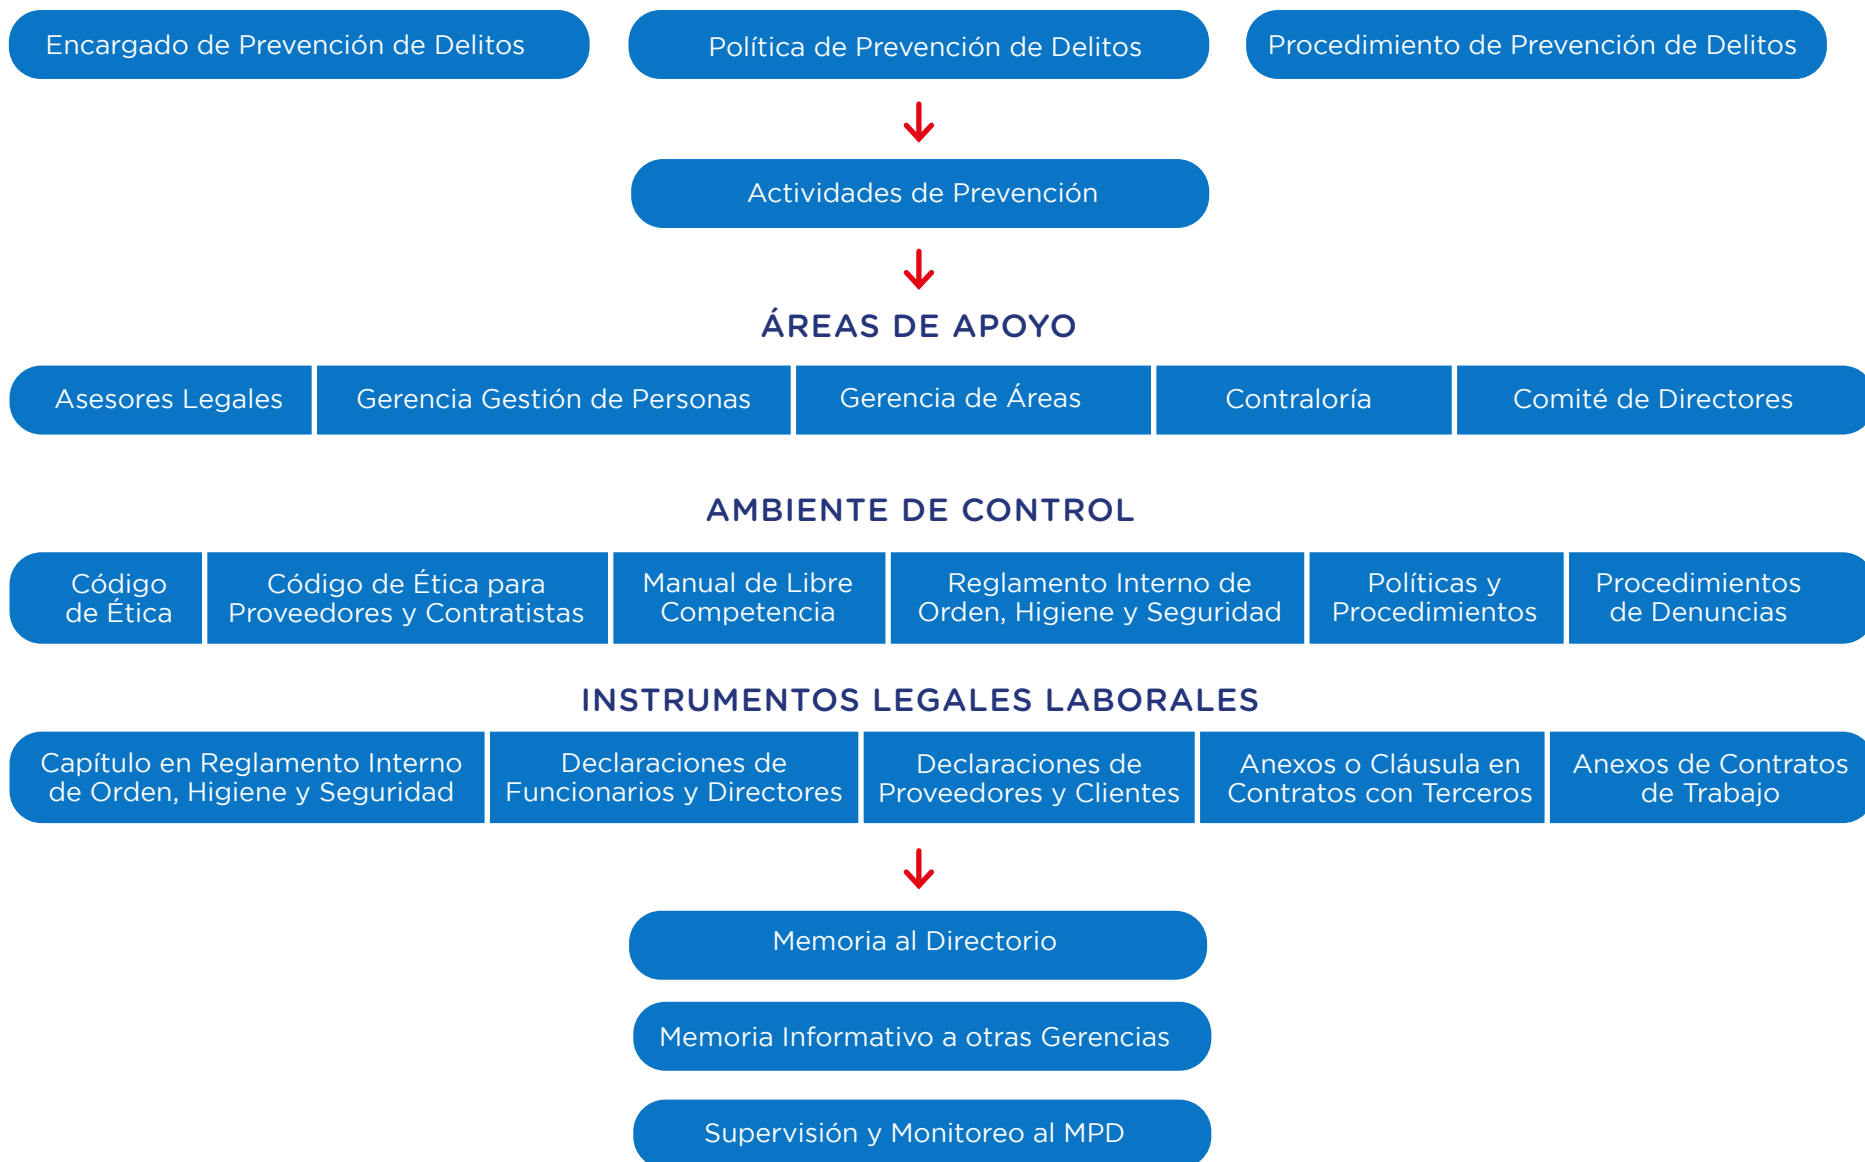 Encargado de Prevención de Delitos
Política de Prevención de Delitos
Procedimiento de Prevención de Delitos
Actividades de Prevención
ÁREAS DE APOYO
Asesores Legales
Gerencia Gestión de Personas
Gerencia de Áreas
Contraloría
Comité de Directores
AMBIENTE DE CONTROL
Código
de Ética
Código de Ética para
Proveedores y Contratistas
Manual de Libre
Competencia
Reglamento Interno de
Orden, Higiene y Seguridad
Políticas y
Procedimientos
Procedimientos
de Denuncias
INSTRUMENTOS LEGALES LABORALES
Capítulo en Reglamento Interno
de Orden, Higiene y Seguridad
Declaraciones de
Funcionarios y Directores
Declaraciones de
Proveedores y Clientes
Anexos o Cláusula en
Contratos con Terceros
Anexos de Contratos
de Trabajo
Memoria al Directorio
Memoria Informativo a otras Gerencias
Supervisión y Monitoreo al MPD